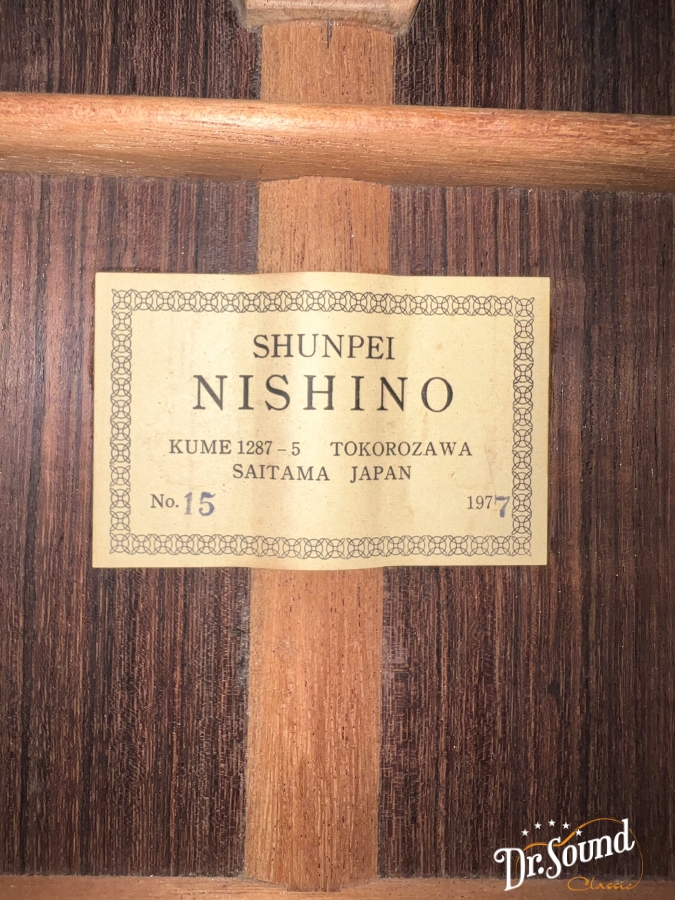 SHUNPEI
NISHINO
KUME 1287 – 5 TOKOROZAWA
SAITAMA JAPAN
No. 15 1977
Dr.Sound
Classic